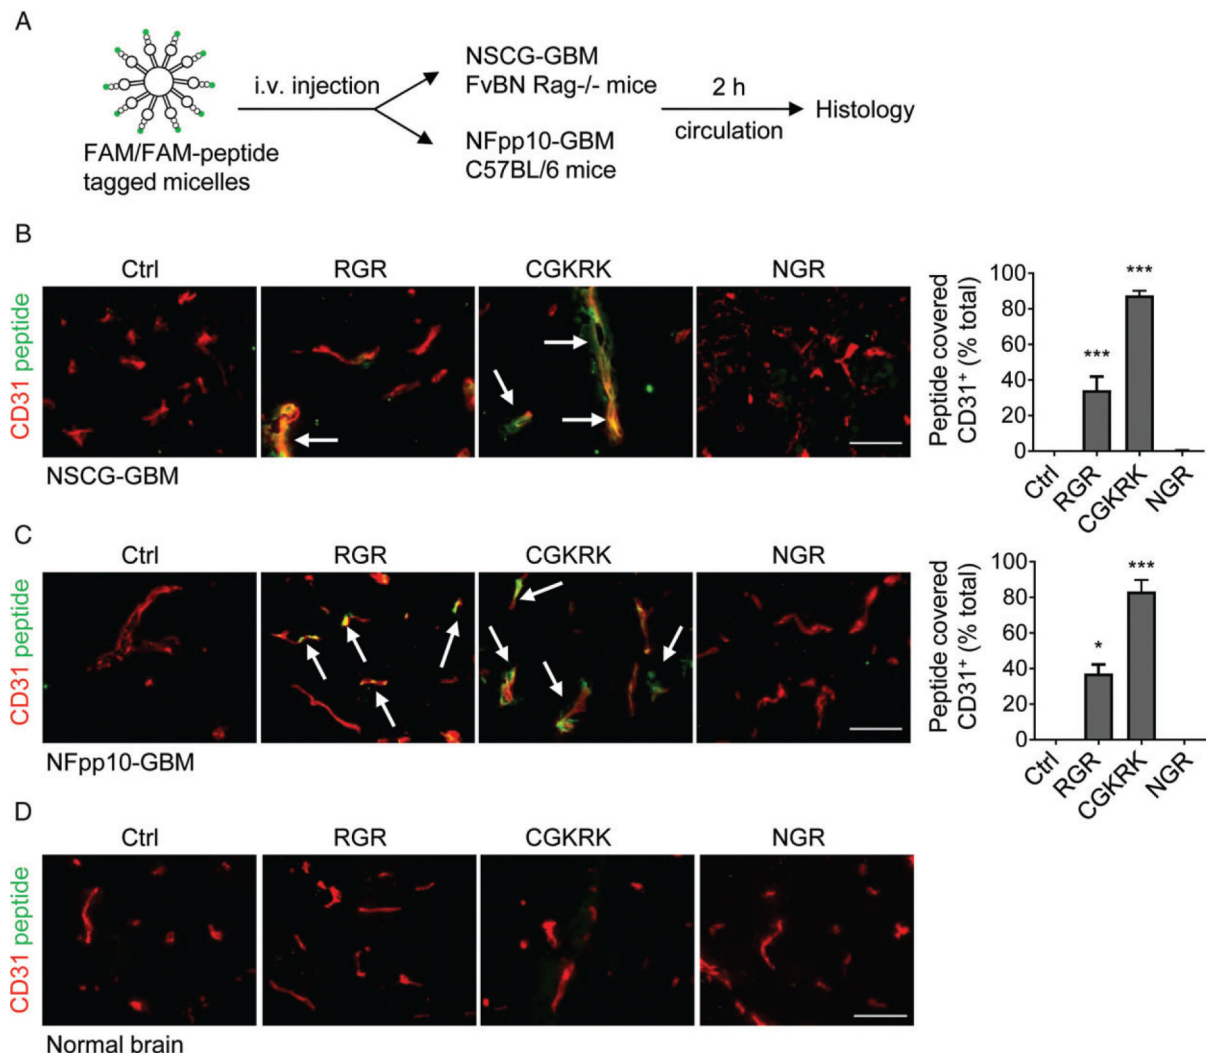 A
FAM/FAM-peptide
tagged micelles
i.v. injection
NSCG-GBM
FvBN Rag-/- mice
NFpp10-GBM
C57BL/6 mice
2 h
circulation
Histology
B
Ctrl
RGR
CGKRK
NGR
CD31 peptide
NSCG-GBM
Peptide covered
CD31⁺ (% total)
100
80
60
40
20
0
***
***
Ctrl
RGR
CGKRK
NGR
C
Ctrl
RGR
CGKRK
NGR
CD31 peptide
NFpp10-GBM
Peptide covered
CD31⁺ (% total)
100
80
60
40
20
0
*
***
Ctrl
RGR
CGKRK
NGR
D
Ctrl
RGR
CGKRK
NGR
CD31 peptide
Normal brain